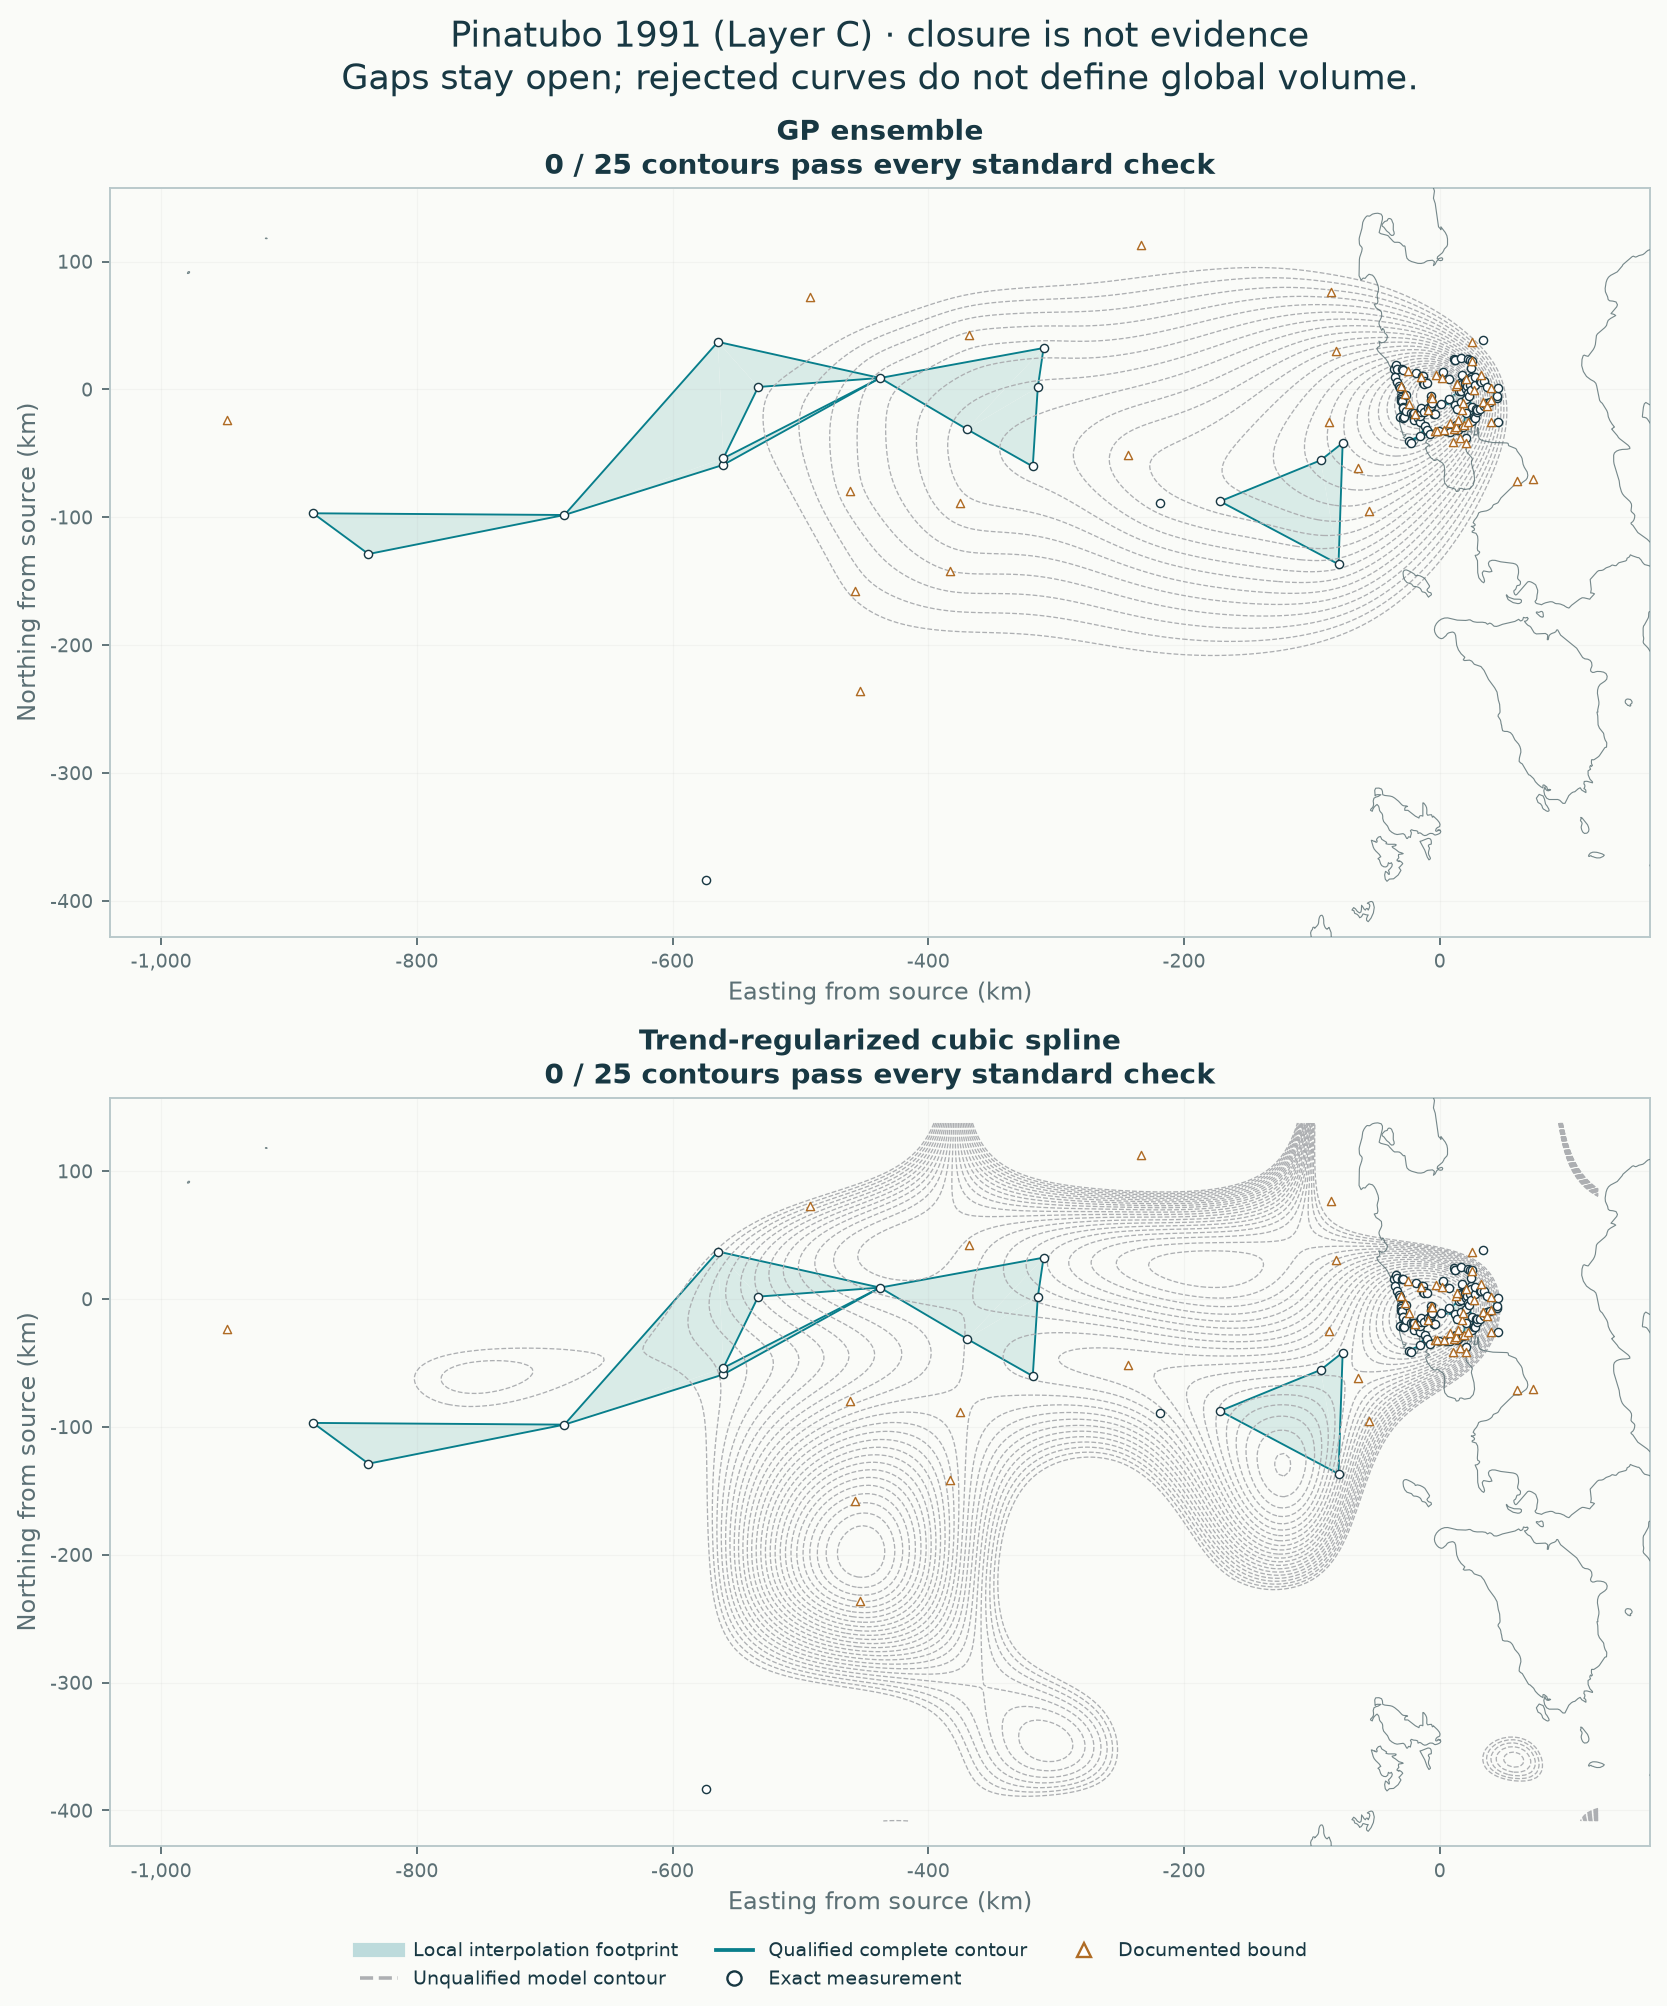 Pinatubo 1991 (Layer C) · closure is not evidence
Gaps stay open; rejected curves do not define global volume.
GP ensemble
0 / 25 contours pass every standard check
Northing from source (km)
100
0
-100
-200
-300
-400
-1,000
-800
-600
-400
-200
0
Easting from source (km)
Trend-regularized cubic spline
0 / 25 contours pass every standard check
Northing from source (km)
100
0
-100
-200
-300
-400
-1,000
-800
-600
-400
-200
0
Easting from source (km)
Local interpolation footprint
Qualified complete contour
Documented bound
Unqualified model contour
Exact measurement